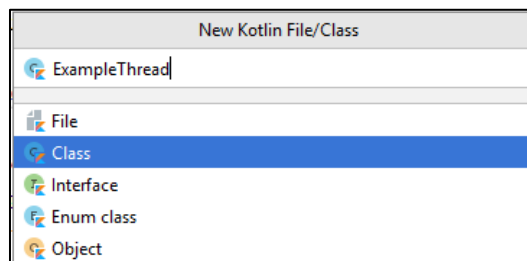 New Kotlin File/Class
ExampleThread
File
Class
Interface
Enum class
Object